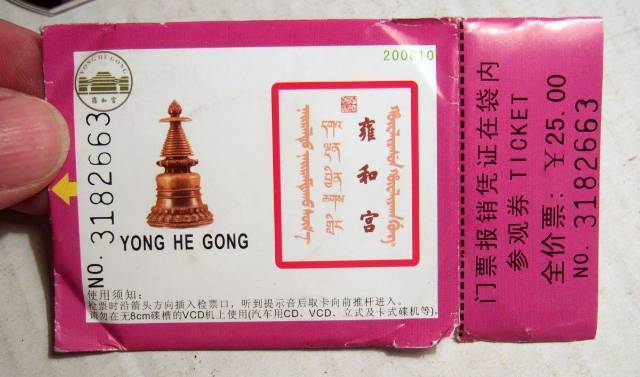 YONG HE GONG
雍和宫
200810
NO. 3182663
雍和宫
YONG HE GONG
使用须知:
检票时沿箭头方向插入检票口，听到提示音后取卡向前推杆进入。
请勿在无8cm碟槽的VCD机上使用(汽车用CD、VCD、立式及卡式碟机等)。
门票报销凭证在袋内
参观券 TICKET
全价票: ￥25.00
NO. 3182663